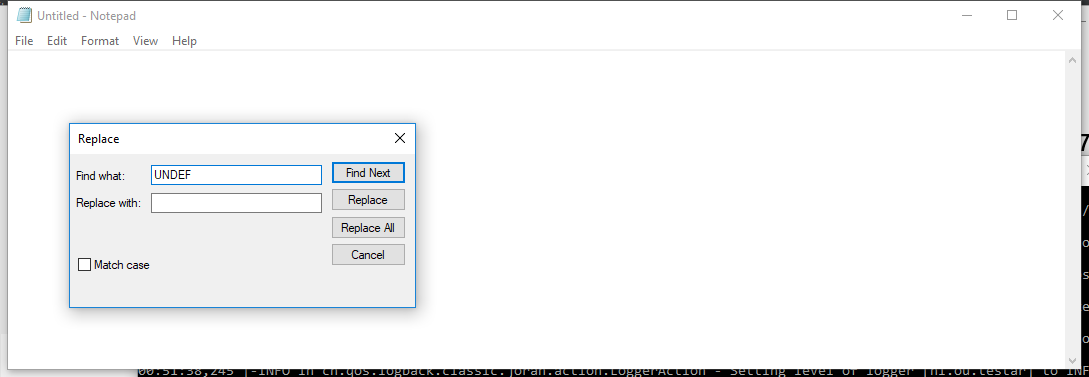 Untitled - Notepad
File Edit Format View Help
Replace
Find what: UNDEF Find Next
Replace with: Replace
Replace All
Cancel
Match case
00:51:38,245 |-INFO in ch.qos.logback.classic.joran.action.LoggerAction - Setting level of logger [nl.ou.testar] to INF